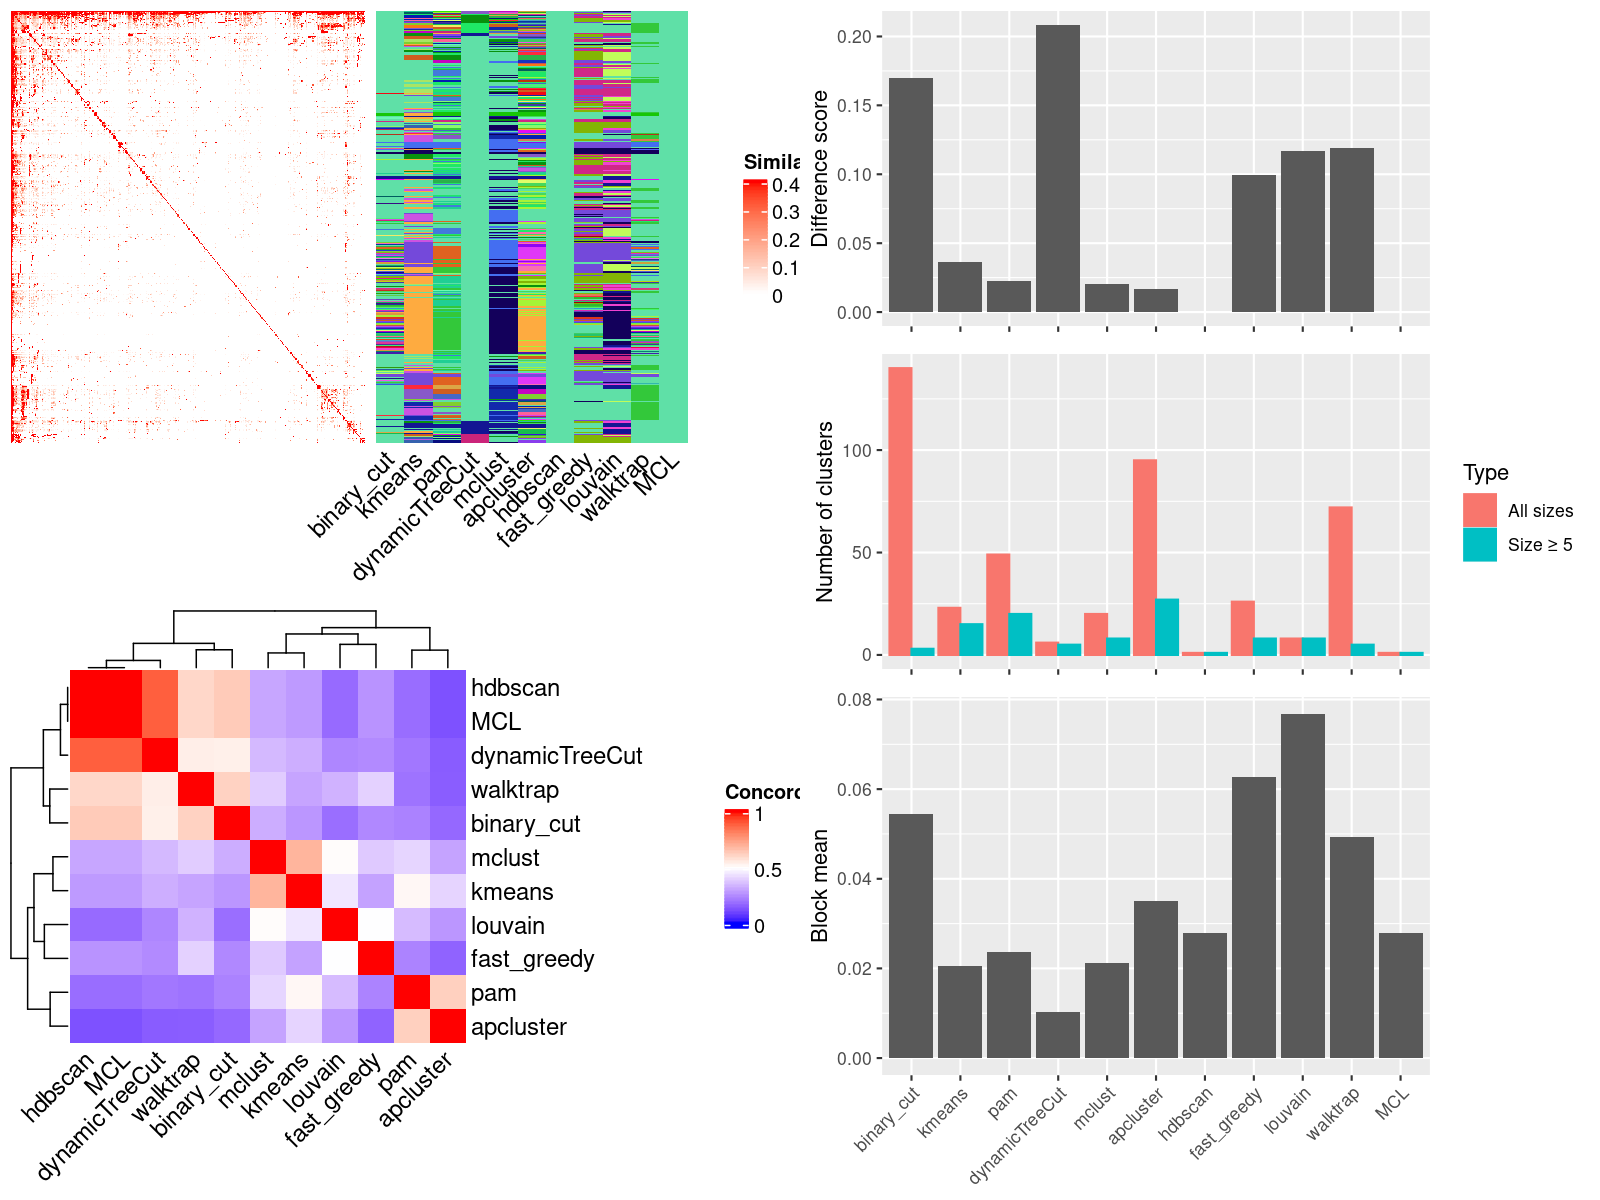 Simila
0.4
0.3
0.2
0.1
0
binary_cut
kmeans
pam
dynamicTreeCut
mclust
apcluster
hdbscan
fast_greedy
louvain
walktrap
MCL
hdbscan
MCL
dynamicTreeCut
walktrap
binary_cut
mclust
kmeans
louvain
fast_greedy
pam
apcluster
Concord
1
0.5
0
hdbscan
MCL
dynamicTreeCut
walktrap
binary_cut
mclust
kmeans
louvain
fast_greedy
pam
apcluster
Difference score
0.20
0.15
0.10
0.05
0.00
Number of clusters
100
50
0
Type
All sizes
Size ≥ 5
Block mean
0.08
0.06
0.04
0.02
0.00
binary_cut
kmeans
pam
dynamicTreeCut
mclust
apcluster
hdbscan
fast_greedy
louvain
walktrap
MCL